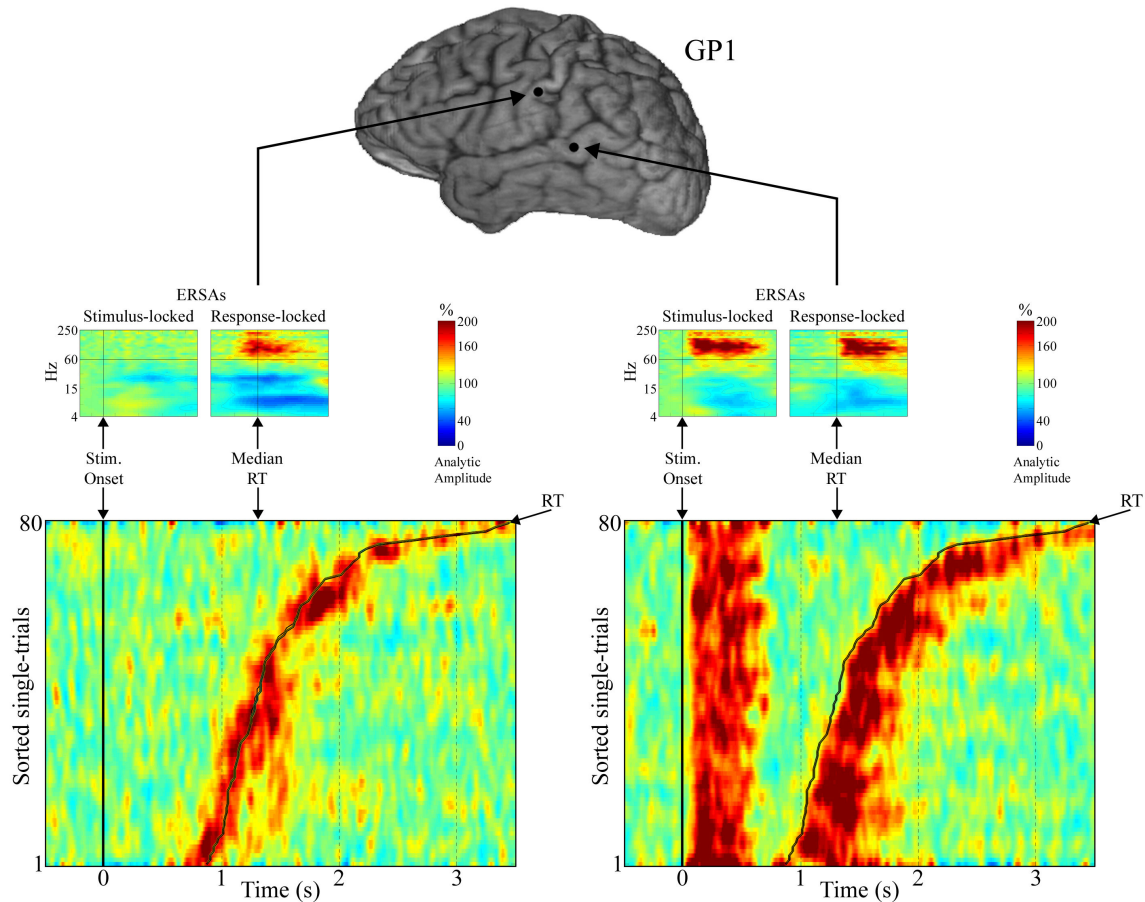 GP1
ERSAs
Stimulus-locked Response-locked
250
60
15
4
Hz
%
200
100
40
0
Analytic
Amplitude
Stim.
Onset
Median
RT
ERSAs
Stimulus-locked Response-locked
250
60
15
4
Hz
%
200
100
40
0
Analytic
Amplitude
Stim.
Onset
Median
RT
RT
80
Sorted single-trials
1
0 1 2 3
Time (s)
RT
80
Sorted single-trials
1
0 1 2 3
Time (s)